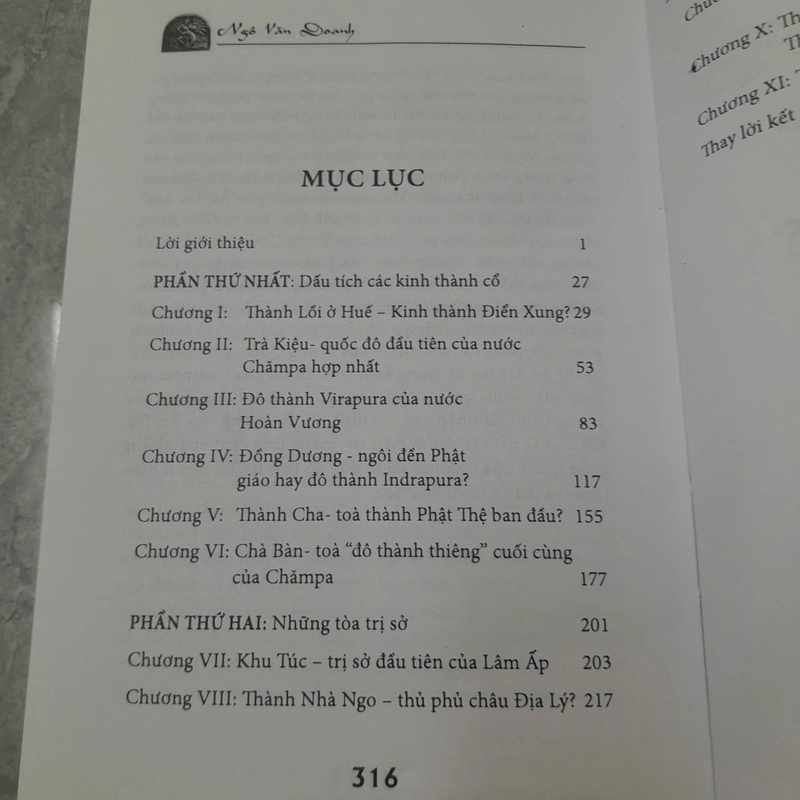 Ngô Văn Doanh
MỤC LỤC
Lời giới thiệu 1
PHẦN THỨ NHẤT: Dấu tích các kinh thành cổ 27
Chương I: Thành Lồi ở Huế – Kinh thành Điển Xung? 29
Chương II: Trà Kiệu- quốc đô đầu tiên của nước
Chămpa hợp nhất 53
Chương III: Đô thành Virapura của nước
Hoàn Vương 83
Chương IV: Đồng Dương - ngôi đền Phật
giáo hay đô thành Indrapura? 117
Chương V: Thành Cha- toà thành Phật Thệ ban đầu? 155
Chương VI: Chà Bàn- toà “đô thành thiêng” cuối cùng
của Chămpa 177
PHẦN THỨ HAI: Những tòa trị sở 201
Chương VII: Khu Túc – trị sở đầu tiên của Lâm Ấp 203
Chương VIII: Thành Nhà Ngo – thủ phủ châu Địa Lý? 217
316
Chương X:
Chương XI:
Thay lời kết